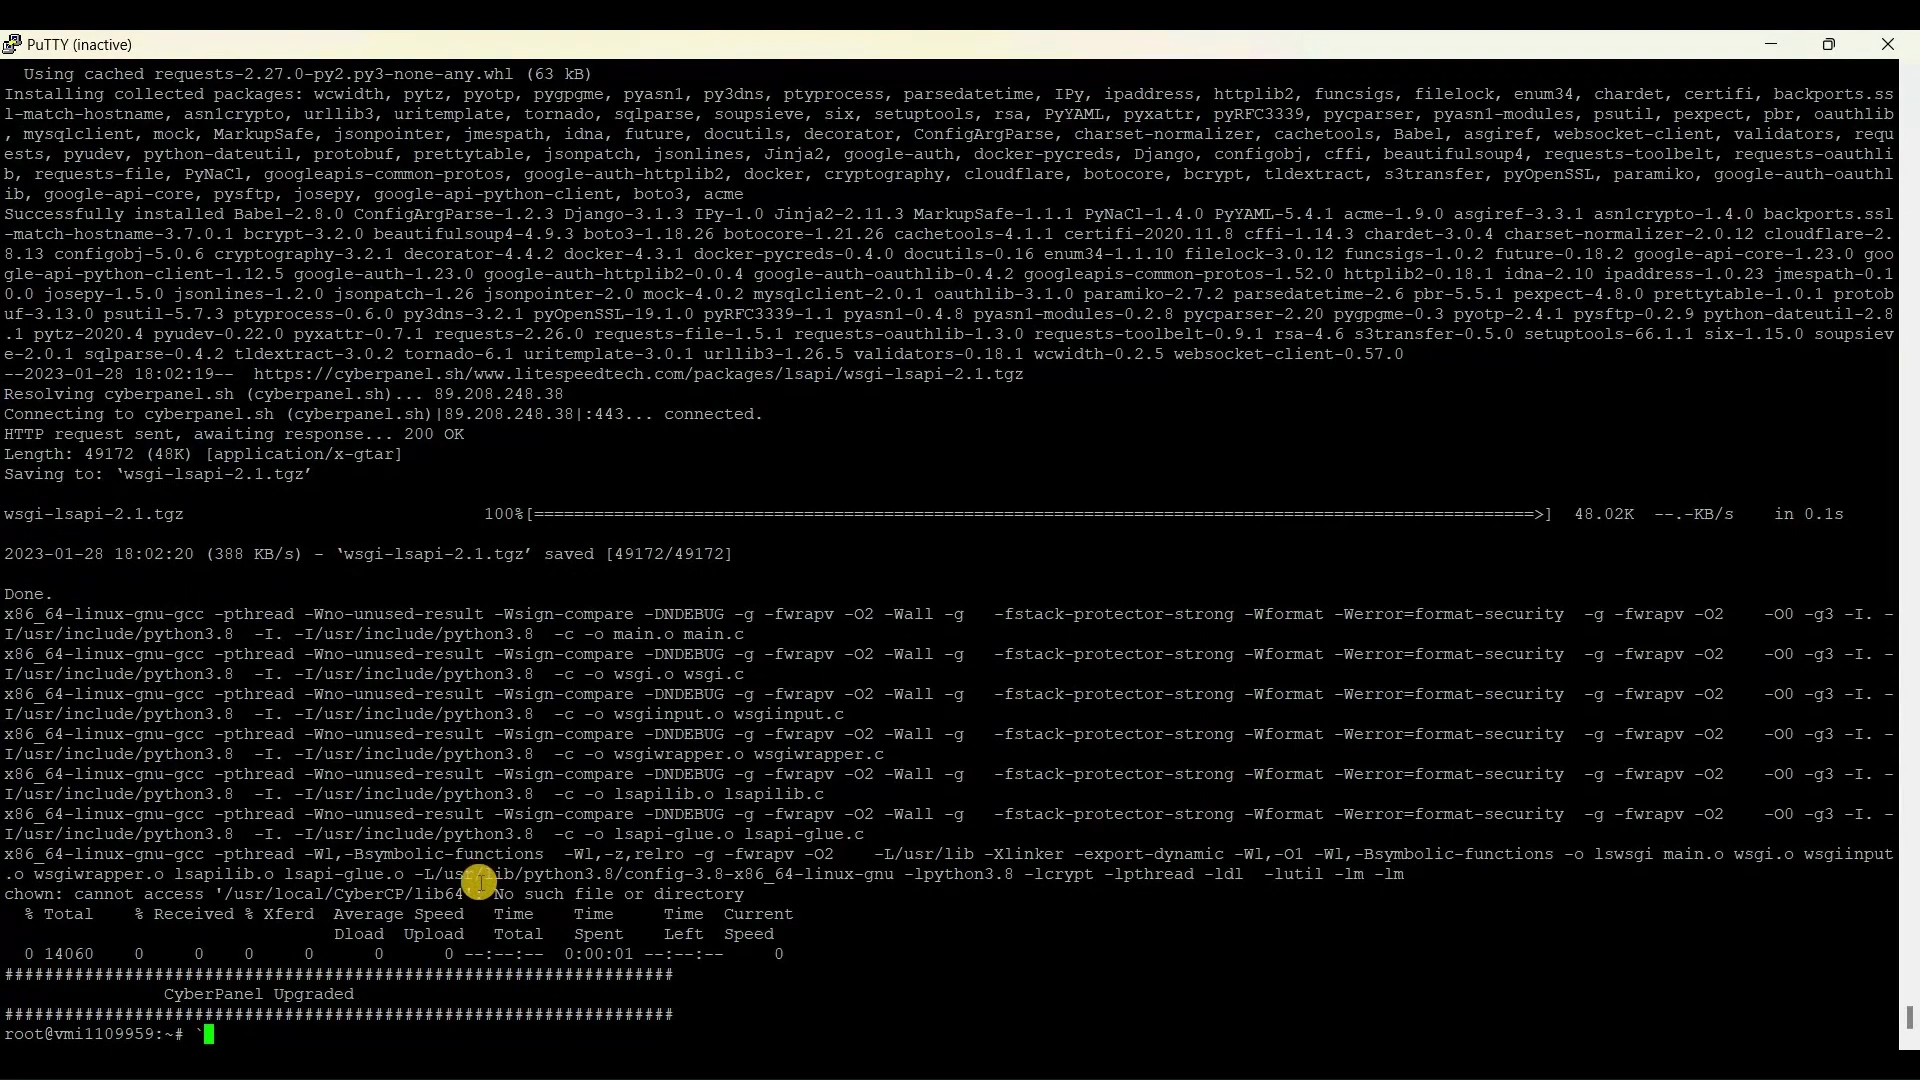 PuTTY (inactive)
  Using cached requests-2.27.0-py2.py3-none-any.whl (63 kB)
Installing collected packages: wcwidth, pytz, pyotp, pygpgme, pyasn1, py3dns, ptyprocess, parsedatetime, IPy, ipaddress, httplib2, funcsigs, filelock, enum34, chardet, certifi, backports.ss
l-match-hostname, asn1crypto, urllib3, uritemplate, tornado, sqlparse, soupsieve, six, setuptools, rsa, PyYAML, pyxattr, pyRFC3339, pycparser, pyasn1-modules, psutil, pexpect, pbr, oauthlib
, mysqlclient, mock, MarkupSafe, jsonpointer, jmespath, idna, future, docutils, decorator, ConfigArgParse, charset-normalizer, cachetools, Babel, asgiref, websocket-client, validators, requ
ests, pyudev, python-dateutil, protobuf, prettytable, jsonpatch, jsonlines, Jinja2, google-auth, docker-pycreds, Django, configobj, cffi, beautifulsoup4, requests-toolbelt, requests-oauthli
b, requests-file, PyNaCl, googleapis-common-protos, google-auth-httplib2, docker, cryptography, cloudflare, botocore, bcrypt, tldextract, s3transfer, pyOpenSSL, paramiko, google-auth-oauthl
ib, google-api-core, pysftp, josepy, google-api-python-client, boto3, acme
Successfully installed Babel-2.8.0 ConfigArgParse-1.2.3 Django-3.1.3 IPy-1.0 Jinja2-2.11.3 MarkupSafe-1.1.1 PyNaCl-1.4.0 PyYAML-5.4.1 acme-1.9.0 asgiref-3.3.1 asn1crypto-1.4.0 backports.ssl
-match-hostname-3.7.0.1 bcrypt-3.2.0 beautifulsoup4-4.9.3 boto3-1.18.26 botocore-1.21.26 cachetools-4.1.1 certifi-2020.11.8 cffi-1.14.3 chardet-3.0.4 charset-normalizer-2.0.12 cloudflare-2.
8.13 configobj-5.0.6 cryptography-3.2.1 decorator-4.4.2 docker-4.3.1 docker-pycreds-0.4.0 docutils-0.16 enum34-1.1.10 filelock-3.0.12 funcsigs-1.0.2 future-0.18.2 google-api-core-1.23.0 goo
gle-api-python-client-1.12.5 google-auth-1.23.0 google-auth-httplib2-0.0.4 google-auth-oauthlib-0.4.2 googleapis-common-protos-1.52.0 httplib2-0.18.1 idna-2.10 ipaddress-1.0.23 jmespath-0.1
0.0 josepy-1.5.0 jsonlines-1.2.0 jsonpatch-1.26 jsonpointer-2.0 mock-4.0.2 mysqlclient-2.0.1 oauthlib-3.1.0 paramiko-2.7.2 parsedatetime-2.6 pbr-5.5.1 pexpect-4.8.0 prettytable-1.0.1 protob
uf-3.13.0 psutil-5.7.3 ptyprocess-0.6.0 py3dns-3.2.1 pyOpenSSL-19.1.0 pyRFC3339-1.1 pyasn1-0.4.8 pyasn1-modules-0.2.8 pycparser-2.20 pygpgme-0.3 pyotp-2.4.1 pysftp-0.2.9 python-dateutil-2.8
.1 pytz-2020.4 pyudev-0.22.0 pyxattr-0.7.1 requests-2.26.0 requests-file-1.5.1 requests-oauthlib-1.3.0 requests-toolbelt-0.9.1 rsa-4.6 s3transfer-0.5.0 setuptools-66.1.1 six-1.15.0 soupsiev
e-2.0.1 sqlparse-0.4.2 tldextract-3.0.2 tornado-6.1 uritemplate-3.0.1 urllib3-1.26.5 validators-0.18.1 wcwidth-0.2.5 websocket-client-0.57.0
--2023-01-28 18:02:19--  https://cyberpanel.sh/www.litespeedtech.com/packages/lsapi/wsgi-lsapi-2.1.tgz
Resolving cyberpanel.sh (cyberpanel.sh)... 89.208.248.38
Connecting to cyberpanel.sh (cyberpanel.sh)|89.208.248.38|:443... connected.
HTTP request sent, awaiting response... 200 OK
Length: 49172 (48K) [application/x-gtar]
Saving to: ‘wsgi-lsapi-2.1.tgz’
wsgi-lsapi-2.1.tgz                              100%[====================================================================================================>]  48.02K  --.-KB/s    in 0.1s
2023-01-28 18:02:20 (388 KB/s) - ‘wsgi-lsapi-2.1.tgz’ saved [49172/49172]
Done.
x86_64-linux-gnu-gcc -pthread -Wno-unused-result -Wsign-compare -DNDEBUG -g -fwrapv -O2 -Wall -g   -fstack-protector-strong -Wformat -Werror=format-security  -g -fwrapv -O2    -O0 -g3 -I. -
I/usr/include/python3.8  -I. -I/usr/include/python3.8  -c -o main.o main.c
x86_64-linux-gnu-gcc -pthread -Wno-unused-result -Wsign-compare -DNDEBUG -g -fwrapv -O2 -Wall -g   -fstack-protector-strong -Wformat -Werror=format-security  -g -fwrapv -O2    -O0 -g3 -I. -
I/usr/include/python3.8  -I. -I/usr/include/python3.8  -c -o wsgi.o wsgi.c
x86_64-linux-gnu-gcc -pthread -Wno-unused-result -Wsign-compare -DNDEBUG -g -fwrapv -O2 -Wall -g   -fstack-protector-strong -Wformat -Werror=format-security  -g -fwrapv -O2    -O0 -g3 -I. -
I/usr/include/python3.8  -I. -I/usr/include/python3.8  -c -o wsgiinput.o wsgiinput.c
x86_64-linux-gnu-gcc -pthread -Wno-unused-result -Wsign-compare -DNDEBUG -g -fwrapv -O2 -Wall -g   -fstack-protector-strong -Wformat -Werror=format-security  -g -fwrapv -O2    -O0 -g3 -I. -
I/usr/include/python3.8  -I. -I/usr/include/python3.8  -c -o wsgiwrapper.o wsgiwrapper.c
x86_64-linux-gnu-gcc -pthread -Wno-unused-result -Wsign-compare -DNDEBUG -g -fwrapv -O2 -Wall -g   -fstack-protector-strong -Wformat -Werror=format-security  -g -fwrapv -O2    -O0 -g3 -I. -
I/usr/include/python3.8  -I. -I/usr/include/python3.8  -c -o lsapilib.o lsapilib.c
x86_64-linux-gnu-gcc -pthread -Wno-unused-result -Wsign-compare -DNDEBUG -g -fwrapv -O2 -Wall -g   -fstack-protector-strong -Wformat -Werror=format-security  -g -fwrapv -O2    -O0 -g3 -I. -
I/usr/include/python3.8  -I. -I/usr/include/python3.8  -c -o lsapi-glue.o lsapi-glue.c
x86_64-linux-gnu-gcc -pthread -Wl,-Bsymbolic-functions  -Wl,-z,relro -g -fwrapv -O2    -L/usr/lib -Xlinker -export-dynamic -Wl,-O1 -Wl,-Bsymbolic-functions -o lswsgi main.o wsgi.o wsgiinput
.o wsgiwrapper.o lsapilib.o lsapi-glue.o -L/usr/lib/python3.8/config-3.8-x86_64-linux-gnu -lpython3.8 -lcrypt -lpthread -ldl  -lutil -lm -lm
chown: cannot access '/usr/local/CyberCP/lib64': No such file or directory
  % Total    % Received % Xferd  Average Speed   Time    Time     Time  Current
                                 Dload  Upload   Total   Spent    Left  Speed
  0 14060    0     0    0     0      0      0 --:--:--  0:00:01 --:--:--     0
###################################################################
                CyberPanel Upgraded
###################################################################
root@vmi1109959:~# `